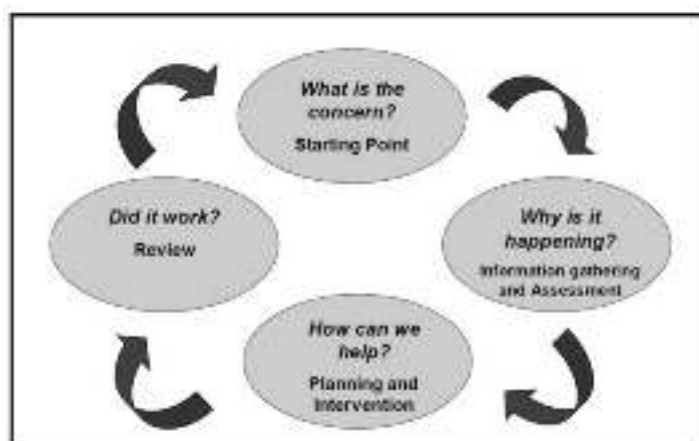 What is the
concern?
Starting Point
Why is it
happening?
Information gathering
and Assessment
How can we
help?
Planning and
Intervention
Did it work?
Review